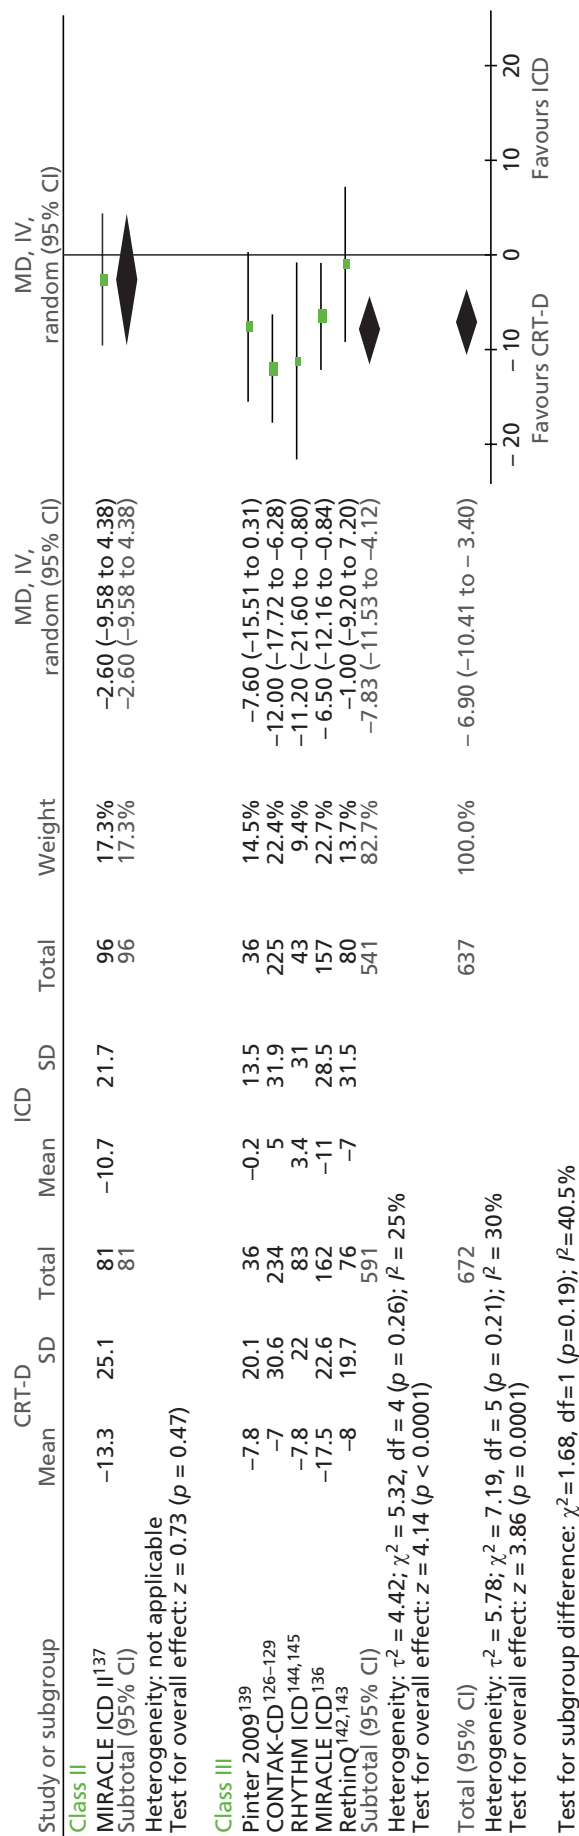 CRT-D ICD MD, IV, MD, IV,
Study or subgroup Mean SD Total Mean SD Total Weight random (95% CI) random (95% CI)
Class II
MIRACLE ICD II137 −13.3 25.1 81 −10.7 21.7 96 17.3% −2.60 (−9.58 to 4.38)
Subtotal (95% CI) 81 96 17.3% −2.60 (−9.58 to 4.38)
Heterogeneity: not applicable
Test for overall effect: z = 0.73 (p = 0.47)
Class III
Pinter 2009139 −7.8 20.1 36 −0.2 13.5 36 14.5% −7.60 (−15.51 to 0.31)
CONTAK-CD126–129 −7 30.6 234 5 31.9 225 22.4% −12.00 (−17.72 to −6.28)
RHYTHM ICD144,145 −7.8 22 83 3.4 31 43 9.4% −11.20 (−21.60 to −0.80)
MIRACLE ICD136 −17.5 22.6 162 −11 28.5 157 22.7% − 6.50 (−12.16 to −0.84)
RethinQ142,143 −8 19.7 76 −7 31.5 80 13.7% −1.00 (−9.20 to 7.20)
Subtotal (95% CI) 591 541 82.7% −7.83 (−11.53 to −4.12)
Heterogeneity: τ2 = 4.42; χ2 = 5.32, df = 4 (p = 0.26); I2 = 25%
Test for overall effect: z = 4.14 (p < 0.0001)
Total (95% CI) 672 637 100.0% − 6.90 (−10.41 to − 3.40)
Heterogeneity: τ2 = 5.78; χ2 = 7.19, df = 5 (p = 0.21); I2 = 30%
Test for overall effect: z = 3.86 (p = 0.0001)
Test for subgroup difference: χ2=1.68, df=1 (p=0.19); I2=40.5%
− 20 − 10 0 10 20
Favours CRT-D Favours ICD